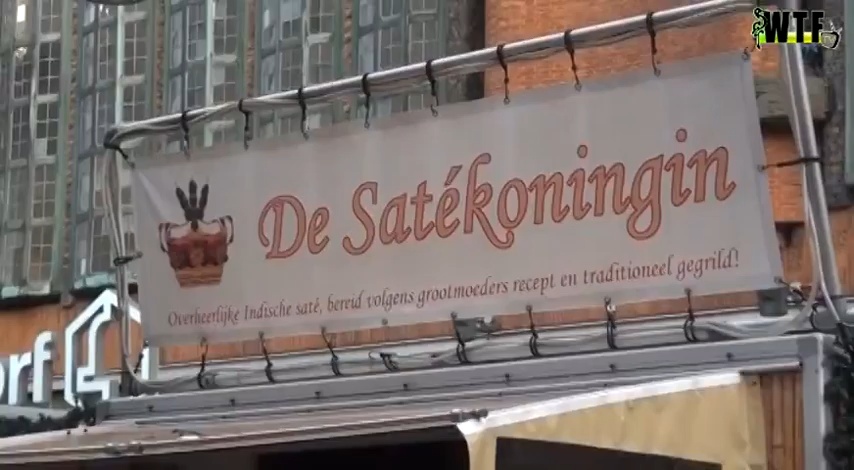 WTF
De Satékoningin
Overheerlijke Indische saté, bereid volgens grootmoeders recept en traditioneel gegrild!
orf